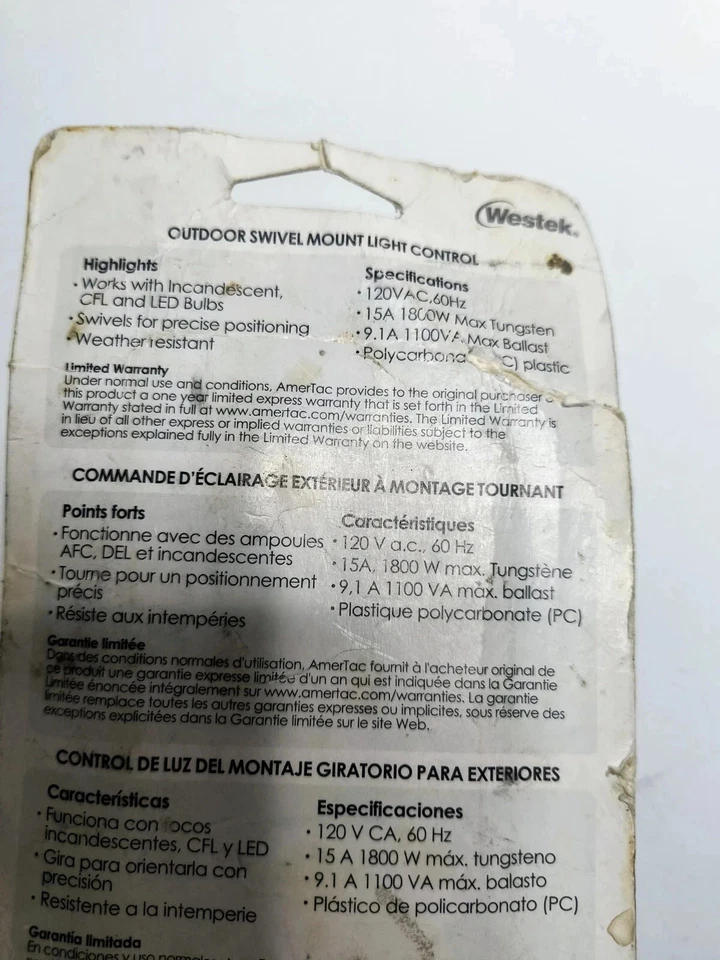 Westek®
OUTDOOR SWIVEL MOUNT LIGHT CONTROL
Highlights
• Works with Incandescent,
CFL and LED Bulbs
• Swivels for precise positioning
• Weather resistant
Specifications
• 120VAC,60Hz
• 15A 1800W Max Tungsten
• 9.1A 1100VA Max Ballast
• Polycarbona C) plastic
Limited Warranty
Under normal use and conditions, AmerTac provides to the original purchaser
this product a one year limited express warranty that is set forth in the Limited
Warranty stated in full at www.amertac.com/warranties. The Limited Warranty is
in lieu of all other express or implied warranties or liabilities subject to the
exceptions explained fully in the Limited Warranty on the website.
COMMANDE D'ÉCLAIRAGE EXTÉRIEUR À MONTAGE TOURNANT
Points forts
• Fonctionne avec des ampoules
AFC, DEL et incandescentes
• Tourne pour un positionnement
précis
• Résiste aux intempéries
Caractéristiques
• 120 V a.c., 60 Hz
• 15A, 1800 W max. Tungstène
• 9,1 A 1100 VA max. ballast
• Plastique polycarbonate (PC)
Garantie limitée
Dans des conditions normales d'utilisation, AmerTac fournit à l'acheteur original de
ce produit une garantie expresse limitée d'un an qui est indiquée dans la Garantie
Limitée énoncée intégralement sur www.amertac.com/warranties. La garantie
limitée remplace toutes les autres garanties expresses ou implicites, sous réserve des
exceptions explicitées dans la Garantie limitée sur le site Web.
CONTROL DE LUZ DEL MONTAJE GIRATORIO PARA EXTERIORES
Características
• Funciona con focos
incandescentes, CFL y LED
• Gira para orientarla con
precisión
• Resistente a la intemperie
Especificaciones
• 120 V CA, 60 Hz
• 15 A 1800 W máx. tungsteno
• 9.1 A 1100 VA máx. balasto
• Plástico de policarbonato (PC)
Garantía limitada
En condiciones y uso